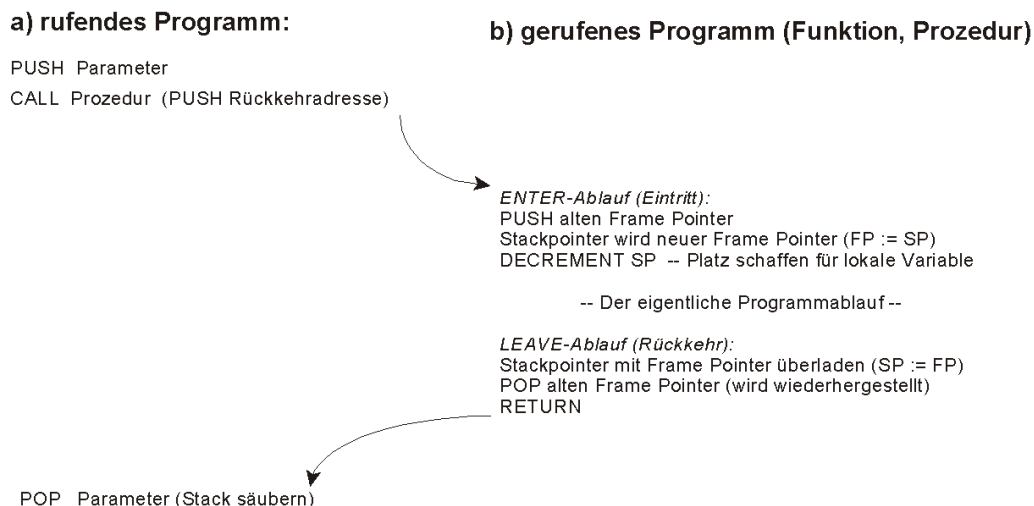 a) rufendes Programm:
b) gerufenes Programm (Funktion, Prozedur)
PUSH Parameter
CALL Prozedur (PUSH Rückkehradresse)
ENTER-Ablauf (Eintritt):
PUSH alten Frame Pointer
Stackpointer wird neuer Frame Pointer (FP := SP)
DECREMENT SP -- Platz schaffen für lokale Variable
-- Der eigentliche Programmablauf --
LEAVE-Ablauf (Rückkehr):
Stackpointer mit Frame Pointer überladen (SP := FP)
POP alten Frame Pointer (wird wiederhergestellt)
RETURN
POP Parameter (Stack säubern)